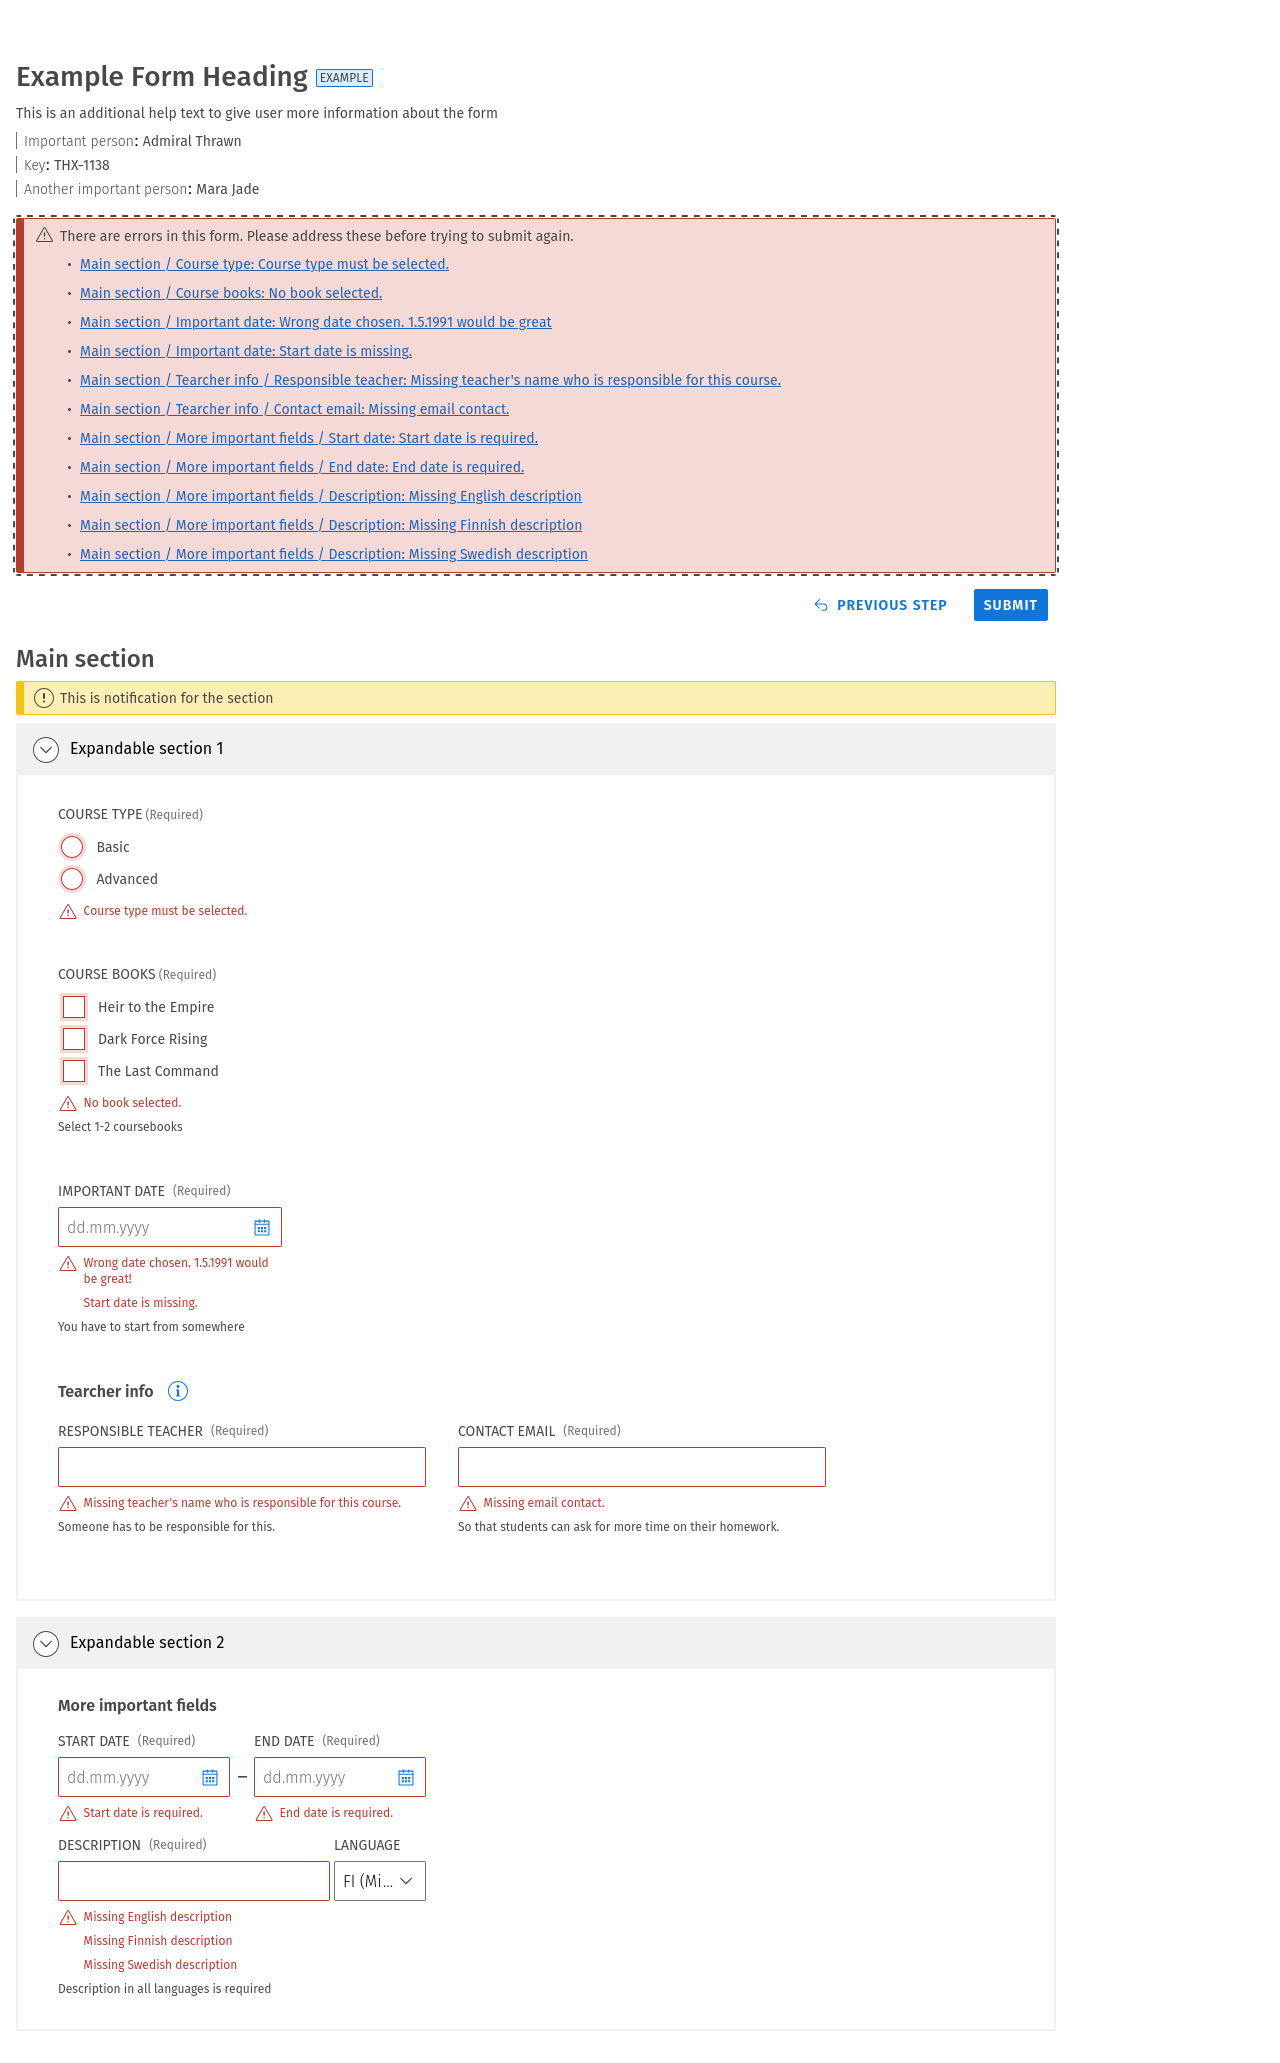 Example Form Heading EXAMPLE
This is an additional help text to give user more information about the form
Important person: Admiral Thrawn
Key: THX-1138
Another important person: Mara Jade
There are errors in this form. Please address these before trying to submit again.
• Main section / Course type: Course type must be selected.
• Main section / Course books: No book selected.
• Main section / Important date: Wrong date chosen. 1.5.1991 would be great
• Main section / Important date: Start date is missing.
• Main section / Tearcher info / Responsible teacher: Missing teacher's name who is responsible for this course.
• Main section / Tearcher info / Contact email: Missing email contact.
• Main section / More important fields / Start date: Start date is required.
• Main section / More important fields / End date: End date is required.
• Main section / More important fields / Description: Missing English description
• Main section / More important fields / Description: Missing Finnish description
• Main section / More important fields / Description: Missing Swedish description
PREVIOUS STEP SUBMIT
Main section
This is notification for the section
Expandable section 1
COURSE TYPE (Required)
Basic
Advanced
Course type must be selected.
COURSE BOOKS (Required)
Heir to the Empire
Dark Force Rising
The Last Command
No book selected.
Select 1-2 coursebooks
IMPORTANT DATE (Required)
dd.mm.yyyy
Wrong date chosen. 1.5.1991 would
be great!
Start date is missing.
You have to start from somewhere
Tearcher info
RESPONSIBLE TEACHER (Required) CONTACT EMAIL (Required)
Missing teacher's name who is responsible for this course. Missing email contact.
Someone has to be responsible for this. So that students can ask for more time on their homework.
Expandable section 2
More important fields
START DATE (Required) END DATE (Required)
dd.mm.yyyy – dd.mm.yyyy
Start date is required. End date is required.
DESCRIPTION (Required) LANGUAGE
FI (Mi...
Missing English description
Missing Finnish description
Missing Swedish description
Description in all languages is required